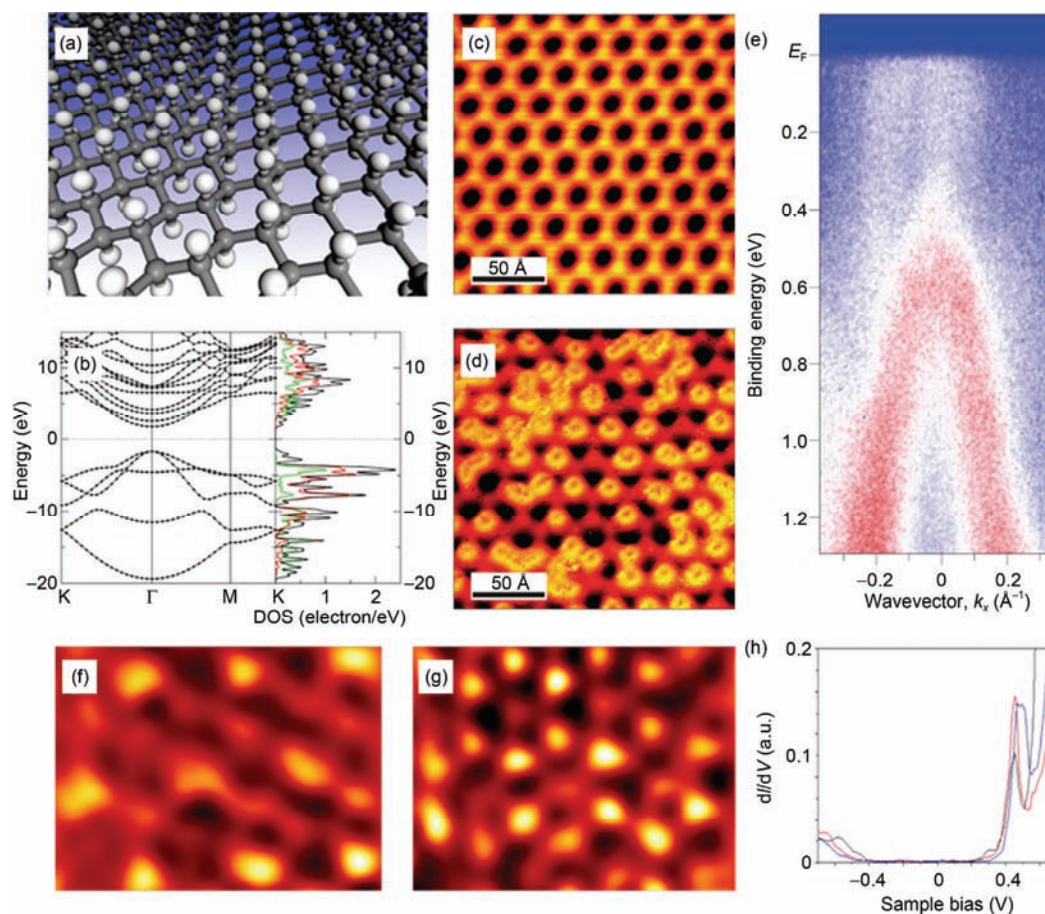 (a)
(b)
10
0
–10
–20
Energy (eV)
K
Γ
M
K
10
0
–10
–20
Energy (eV)
1
2
DOS (electron/eV)
(c)
50 Å
(d)
50 Å
(e)
E_F
0.2
0.4
0.6
0.8
1.0
1.2
Binding energy (eV)
–0.2
0
0.2
Wavevector, k_x (Å⁻¹)
(f)
(g)
(h)
0.2
0.1
0
dI/dV (a.u.)
–0.4
0
0.4
Sample bias (V)